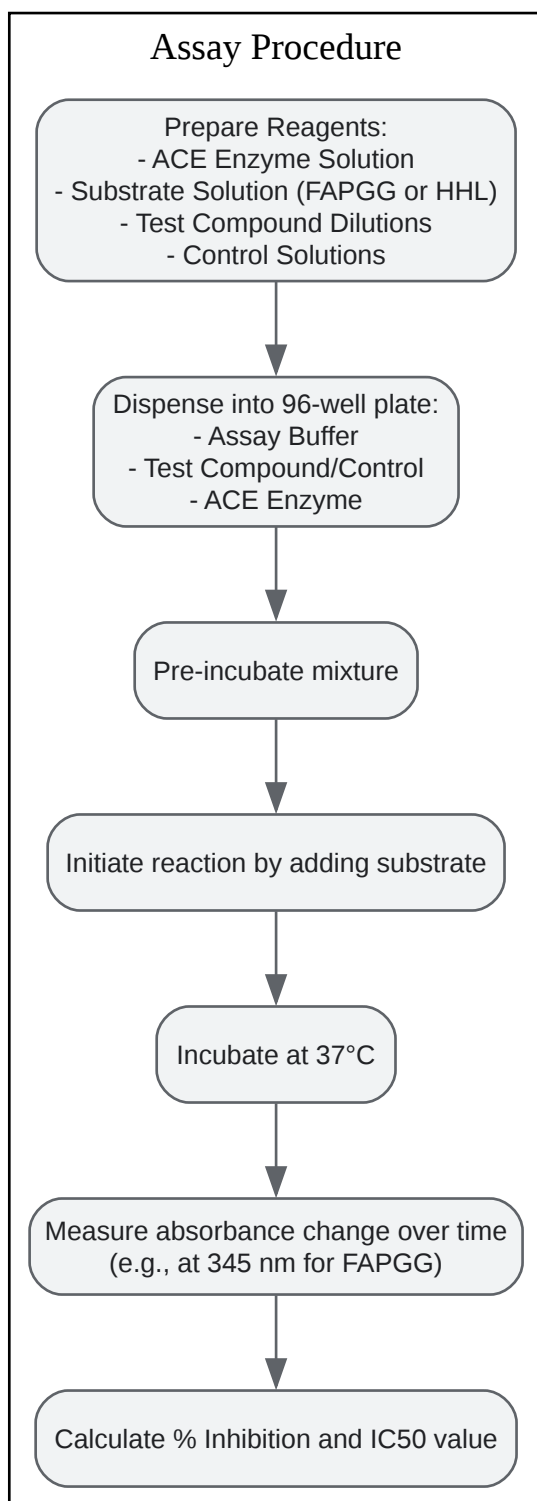 Assay Procedure
Prepare Reagents:
- ACE Enzyme Solution
- Substrate Solution (FAPGG or HHL)
- Test Compound Dilutions
- Control Solutions
Dispense into 96-well plate:
- Assay Buffer
- Test Compound/Control
- ACE Enzyme
Pre-incubate mixture
Initiate reaction by adding substrate
Incubate at 37°C
Measure absorbance change over time
(e.g., at 345 nm for FAPGG)
Calculate % Inhibition and IC50 value